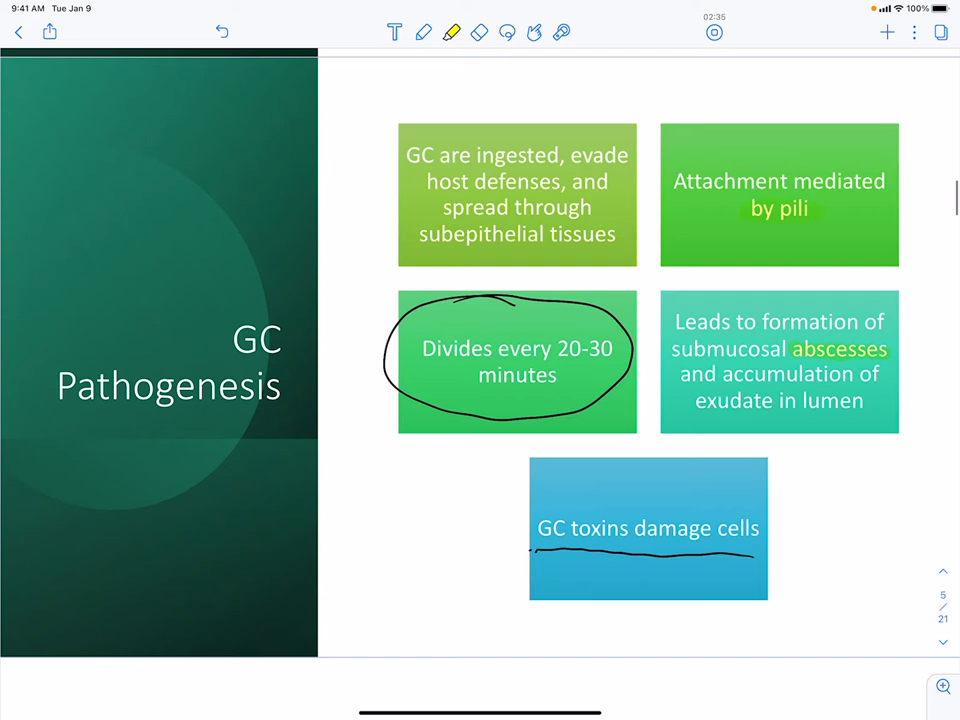 9:41 AM Tue Jan 9
100%
02:35
GC
Pathogenesis
GC are ingested, evade
host defenses, and
spread through
subepithelial tissues
Attachment mediated
by pili
Divides every 20-30
minutes
Leads to formation of
submucosal abscesses
and accumulation of
exudate in lumen
GC toxins damage cells
5
/
21